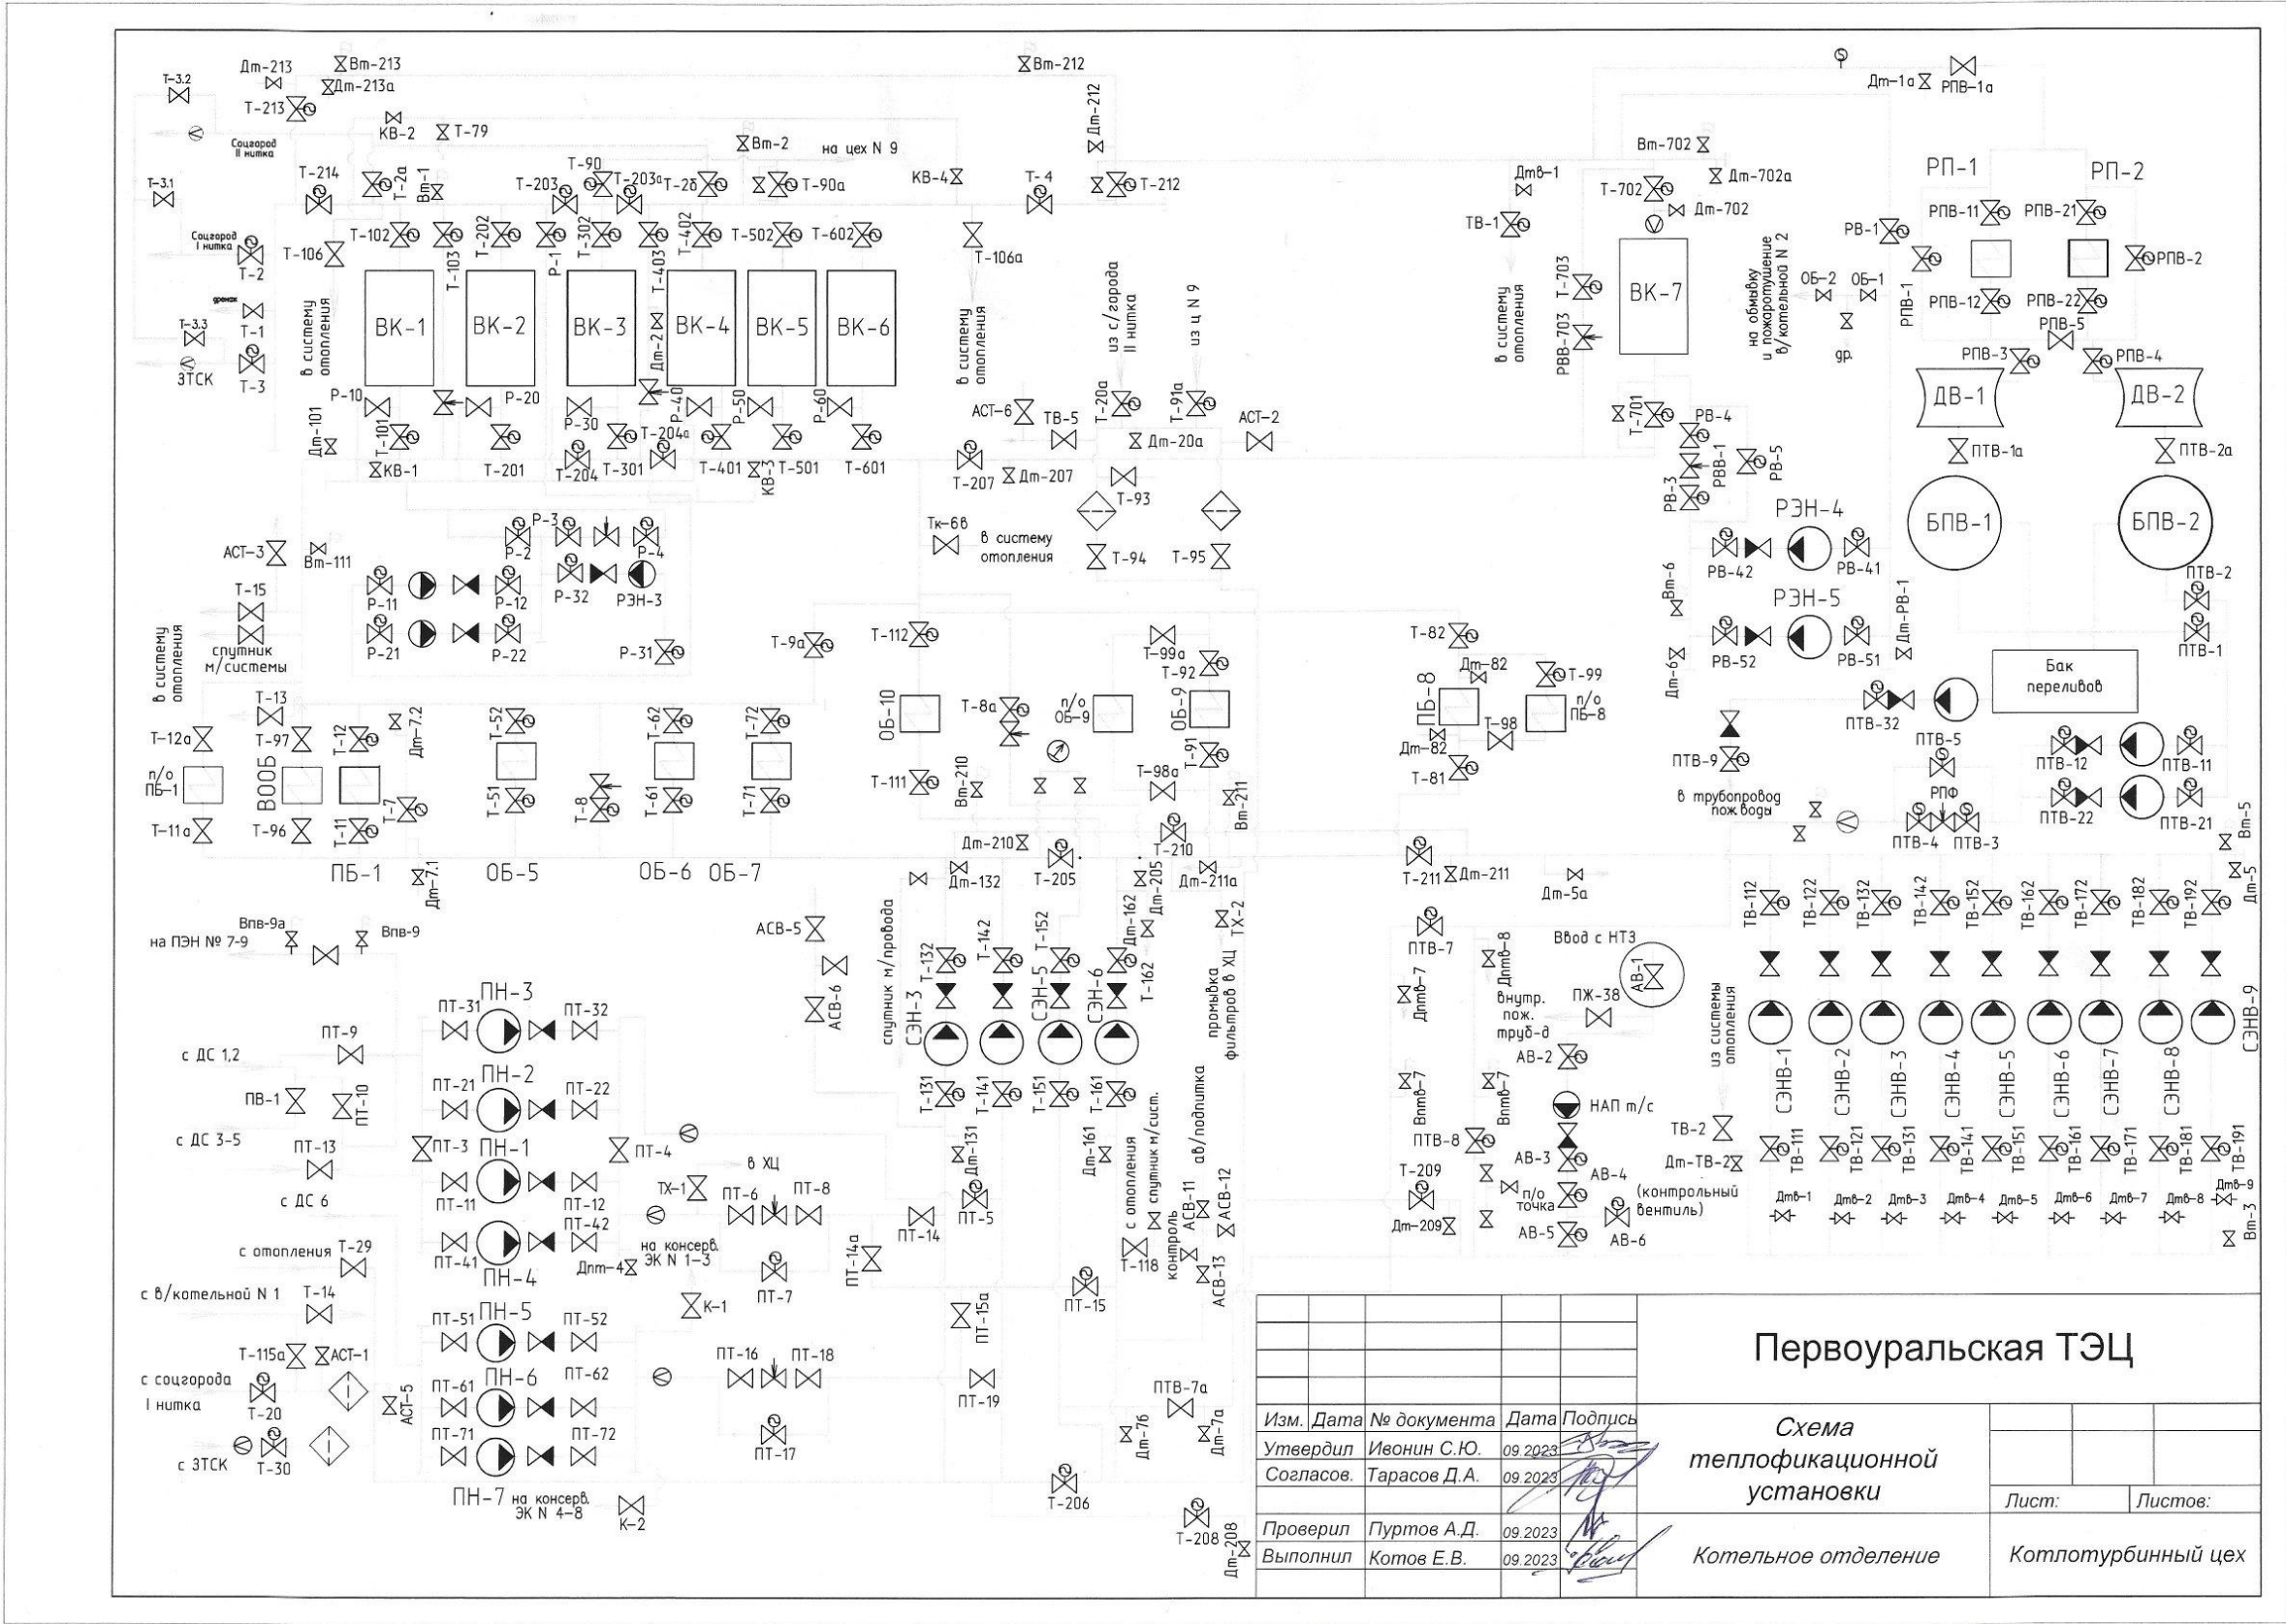 Т-3.2
Дт-213
Вт-213
Дт-213а
Т-213
КВ-2
Т-79
Соцгород
II нитка
Вт-2
на цех N 9
Вт-212
Дт-212
КВ-4
Т-4
Т-212
Т-3.1
Т-214
Т-2а
Вт-1
Т-90
Т-203
Т-203а
Т-2б
Т-90а
Соцгород
I нитка
Т-2
Т-106
Т-102
Т-103
Т-202
Р-1
Т-302
Т-403
Т-402
Т-502
Т-602
Т-106а
дренаж
Т-1
Т-3.3
ЗТСК
Т-3
в систему
отопления
ВК-1
ВК-2
ВК-3
Дт-2
ВК-4
ВК-5
ВК-6
в систему
отопления
из с/города
II нитка
из ц N 9
Р-10
Р-20
Р-30
Р-40
Р-50
Р-60
Дт-101
Т-101
КВ-1
Т-201
Т-204
Т-301
Т-204а
Т-401
КВ-3
Т-501
Т-601
АСТ-6
ТВ-5
Т-20а
Т-91а
АСТ-2
Дт-20а
Т-207
Дт-207
Т-93
Тк-6в
в систему
отопления
Т-94
Т-95
Дт-1а
РПВ-1а
Вт-702
Дтв-1
Т-702
Дт-702а
Дт-702
ТВ-1
РП-1
РП-2
РПВ-11
РПВ-21
РВ-1
РПВ-2
РПВ-1
ОБ-2
ОБ-1
др.
на обмывку
и пожаротушение
в/котельной N 2
РПВ-12
РПВ-22
РПВ-5
РПВ-3
РПВ-4
в систему
отопления
Т-703
РВВ-703
ВК-7
Т-701
РВ-4
РВВ-1
РВ-5
РВ-3
ДВ-1
ДВ-2
ПТВ-1а
ПТВ-2а
БПВ-1
БПВ-2
РЭН-4
РВ-42
РВ-41
РЭН-5
РВ-52
РВ-51
Вт-6
Дт-6
Дт-РВ-1
ПТВ-2
ПТВ-1
Бак
переливов
АСТ-3
Вт-111
Р-3
Р-2
Р-4
Р-11
Р-12
Р-32
РЭН-3
Р-21
Р-22
Р-31
Т-15
спутник
м/системы
в систему
отопления
Т-9а
Т-112
ОБ-10
Т-111
Т-8а
п/о
ОБ-9
Т-99а
Т-92
ОБ-9
Т-91
Т-98а
Вт-210
Вт-211
Т-82
ПБ-8
Дт-82
Дт-82
Т-81
Т-98
Т-99
п/о
ПБ-8
ПТВ-32
ПТВ-5
ПТВ-9
в трубопровод
пож воды
РПФ
ПТВ-4
ПТВ-3
ПТВ-12
ПТВ-11
ПТВ-22
ПТВ-21
Вт-5
Дт-5
Т-13
Т-12а
Т-97
Т-12
Дт-7.2
п/о
ПБ-1
ВООБ
Т-7
Т-11а
Т-96
Т-11
Дт-7.1
ПБ-1
Т-52
Т-51
ОБ-5
Т-8
Т-62
Т-61
ОБ-6
Т-72
Т-71
ОБ-7
Дт-210
Дт-132
Т-205
Т-210
Дт-205
Дт-211а
Т-211
Дт-211
Дт-5а
ПТВ-7
Дптв-7
Дптв-8
Впв-9а
Впв-9
на ПЭН № 7-9
АСВ-5
АСВ-6
спутник м/провода
Т-132
Т-142
Т-152
Дт-162
Т-162
ТХ-2
промывка
фильтров в ХЦ
СЭН-3
СЭН-5
СЭН-6
Т-131
Т-141
Т-151
Т-161
Дт-131
Дт-161
ПН-3
ПТ-31
ПТ-32
ПТ-9
с ДС 1,2
ПН-2
ПТ-21
ПТ-22
ПВ-1
ПТ-10
с ДС 3-5
ПТ-13
ПТ-3
ПН-1
ПТ-4
ПТ-11
ПТ-12
с ДС 6
ПТ-41
ПТ-42
ПН-4
с отопления
Т-29
Дпт-4
с в/котельной N 1
Т-14
ПН-5
ПТ-51
ПТ-52
Т-115а
АСТ-1
ПН-6
с соцгорода
I нитка
Т-20
АСТ-5
ПТ-61
ПТ-62
с ЗТСК
Т-30
ПТ-71
ПТ-72
ПН-7
на консерв.
ЭК N 4-8
К-2
в ХЦ
ТХ-1
ПТ-6
ПТ-8
на консерв.
ЭК N 1-3
К-1
ПТ-7
ПТ-16
ПТ-18
ПТ-17
ПТ-14
ПТ-14а
ПТ-5
ПТ-15
ПТ-15а
ПТ-19
с отопления
спутник м/сист.
ав/подпитка
Т-118
контроль
АСВ-11
АСВ-12
АСВ-13
ПТВ-7а
Дт-7б
Дт-7а
Т-206
Т-208
Дт-208
Ввод с НТЗ
АВ-1
внутр.
пож.
труб-д
ПЖ-38
АВ-2
Вптв-7
Вптв-7
НАП т/с
ПТВ-8
АВ-3
АВ-4
п/о
точка
АВ-5
АВ-6
(контрольный
вентиль)
Т-209
Дт-209
из системы
отопления
ТВ-2
Дт-ТВ-2
ТВ-112
ТВ-122
ТВ-132
ТВ-142
ТВ-152
ТВ-162
ТВ-172
ТВ-182
ТВ-192
СЭНВ-1
СЭНВ-2
СЭНВ-3
СЭНВ-4
СЭНВ-5
СЭНВ-6
СЭНВ-7
СЭНВ-8
СЭНВ-9
ТВ-111
ТВ-121
ТВ-131
ТВ-141
ТВ-151
ТВ-161
ТВ-171
ТВ-181
ТВ-191
Дтв-1
Дтв-2
Дтв-3
Дтв-4
Дтв-5
Дтв-6
Дтв-7
Дтв-8
Дтв-9
Вт-3
Первоуральская ТЭЦ
Изм. Дата № документа Дата Подпись
Утвердил Ивонин С.Ю. 09.2023
Согласов. Тарасов Д.А. 09.2023
Проверил Пуртов А.Д. 09.2023
Выполнил Котов Е.В. 09.2023
Схема
теплофикационной
установки
Лист: Листов:
Котельное отделение
Котлотурбинный цех